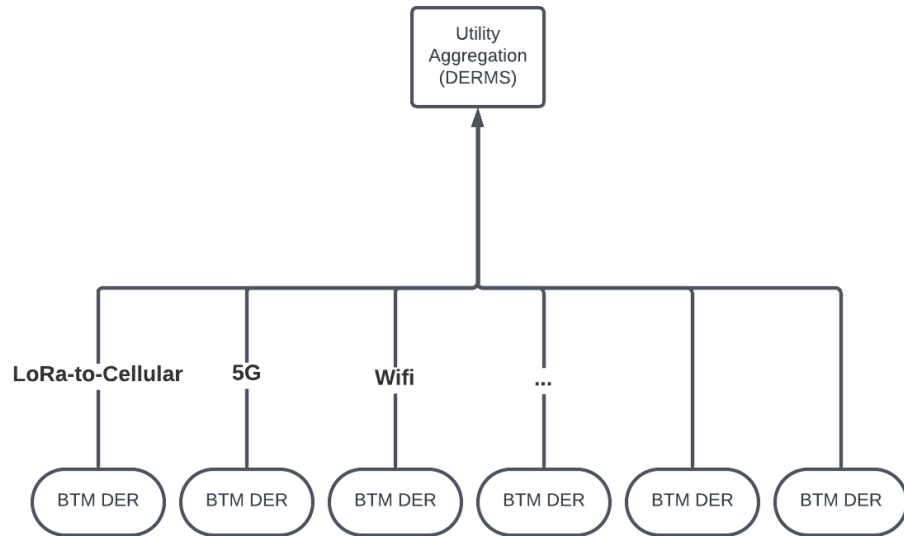 Utility
Aggregation
(DERMS)
LoRa-to-Cellular
5G
Wifi
...
BTM DER
BTM DER
BTM DER
BTM DER
BTM DER
BTM DER